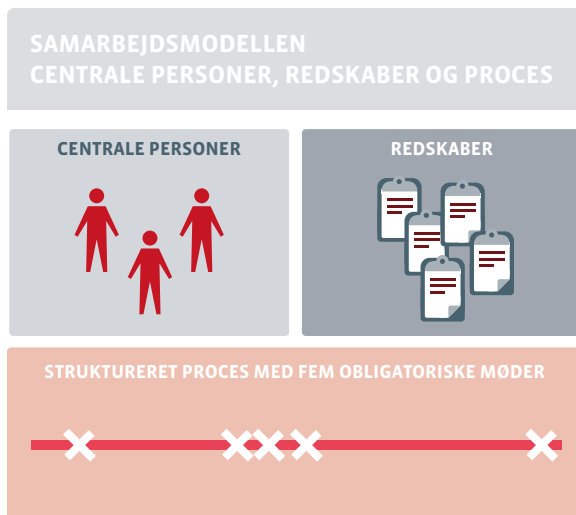 SAMARBEJDSMODELLEN
CENTRALE PERSONER, REDSKABER OG PROCES
CENTRALE PERSONER
REDSKABER
STRUKTURERET PROCES MED FEM OBLIGATORISKE MØDER